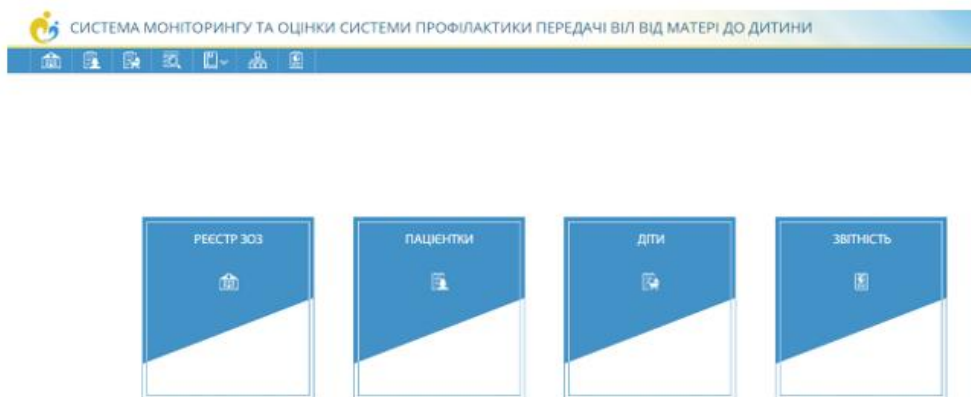 СИСТЕМА МОНІТОРИНГУ ТА ОЦІНКИ СИСТЕМИ ПРОФІЛАКТИКИ ПЕРЕДАЧІ ВІЛ ВІД МАТЕРІ ДО ДИТИНИ
РЕЄСТР ЗОЗ
ПАЦІЄНТКИ
ДІТИ
ЗВІТНІСТЬ